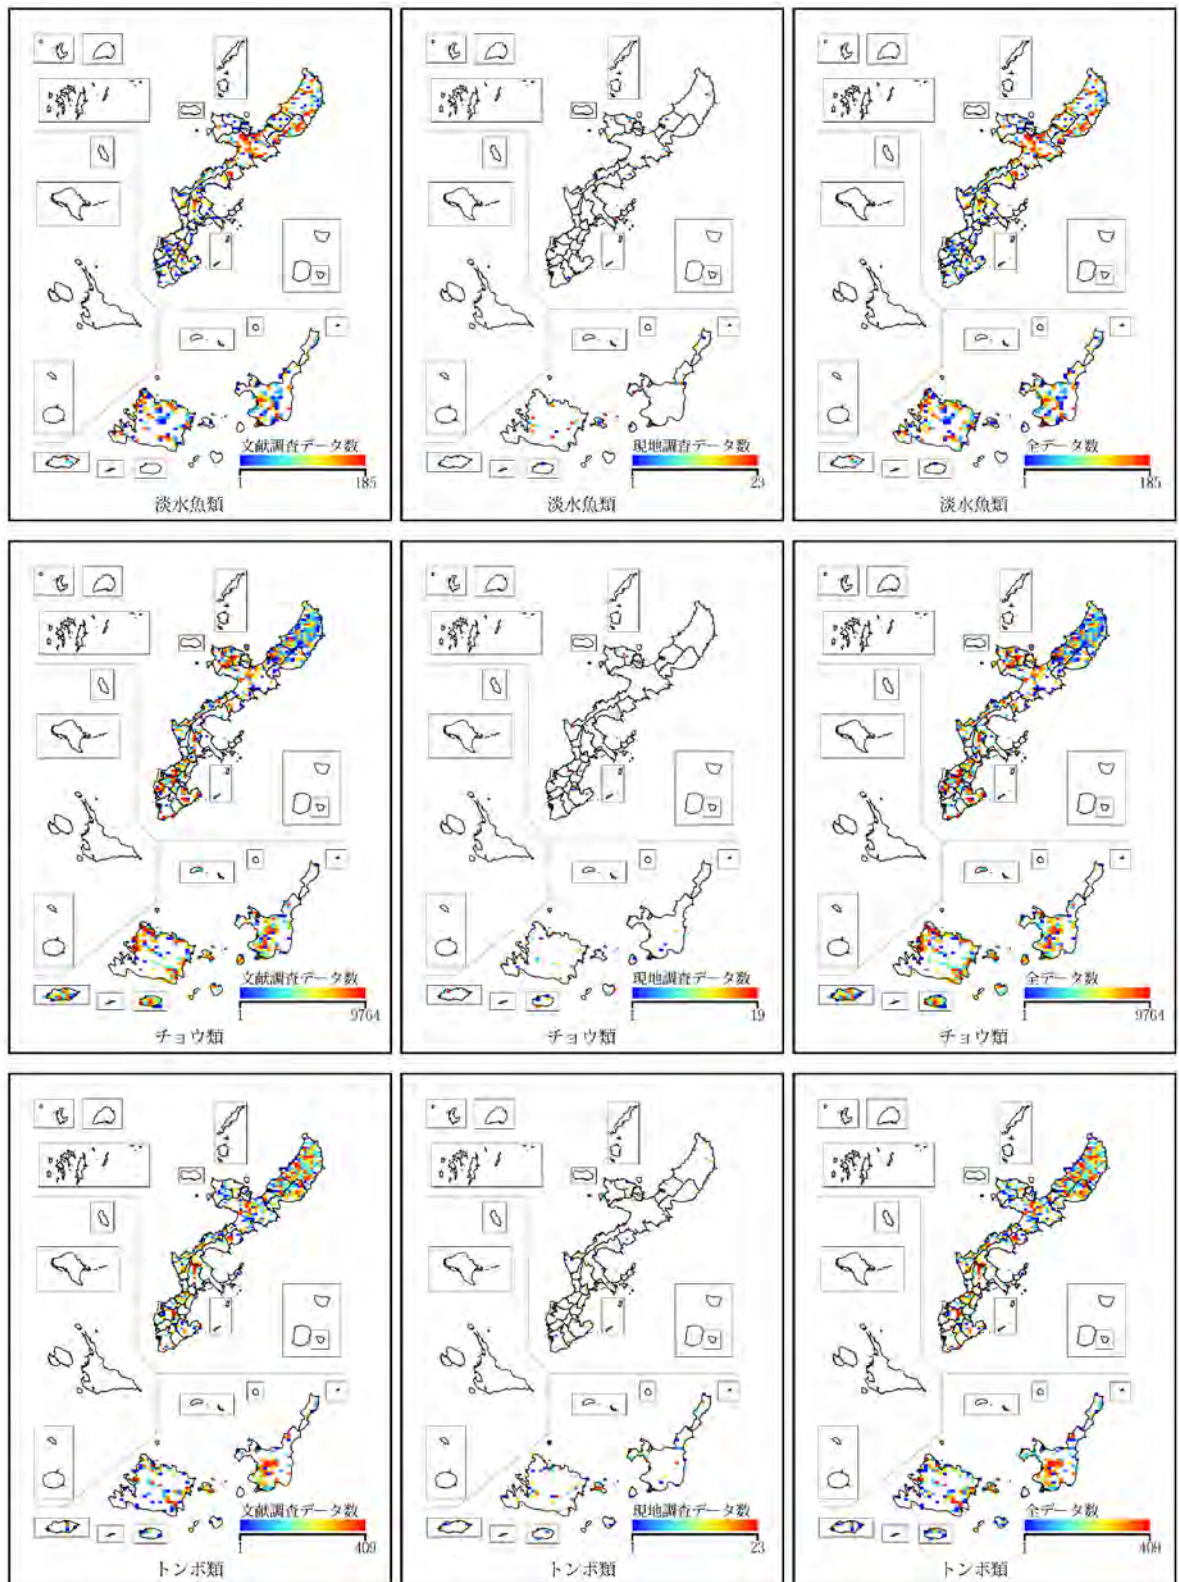 文献調査データ数
1 185
淡水魚類
現地調査データ数
1 23
淡水魚類
全データ数
1 185
淡水魚類
文献調査データ数
1 9764
チョウ類
現地調査データ数
1 19
チョウ類
全データ数
1 9764
チョウ類
文献調査データ数
1 409
トンボ類
現地調査データ数
1 23
トンボ類
全データ数
1 409
トンボ類